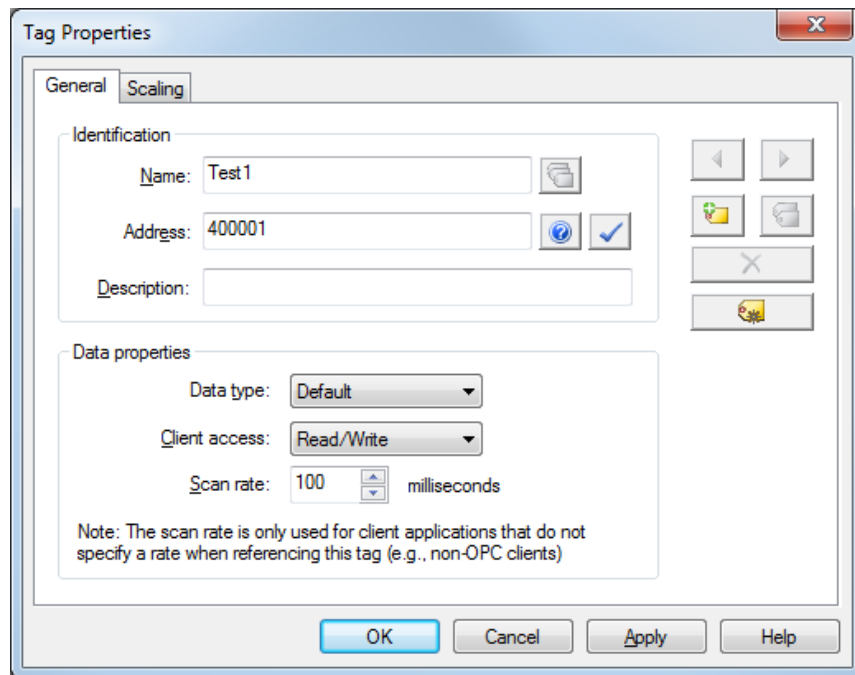 Tag Properties
General
Scaling
Identification
Name: Test1
Address: 400001
Description:
Data properties
Data type: Default
Client access: Read/Write
Scan rate: 100 milliseconds
Note: The scan rate is only used for client applications that do not
specify a rate when referencing this tag (e.g., non-OPC clients)
OK
Cancel
Apply
Help